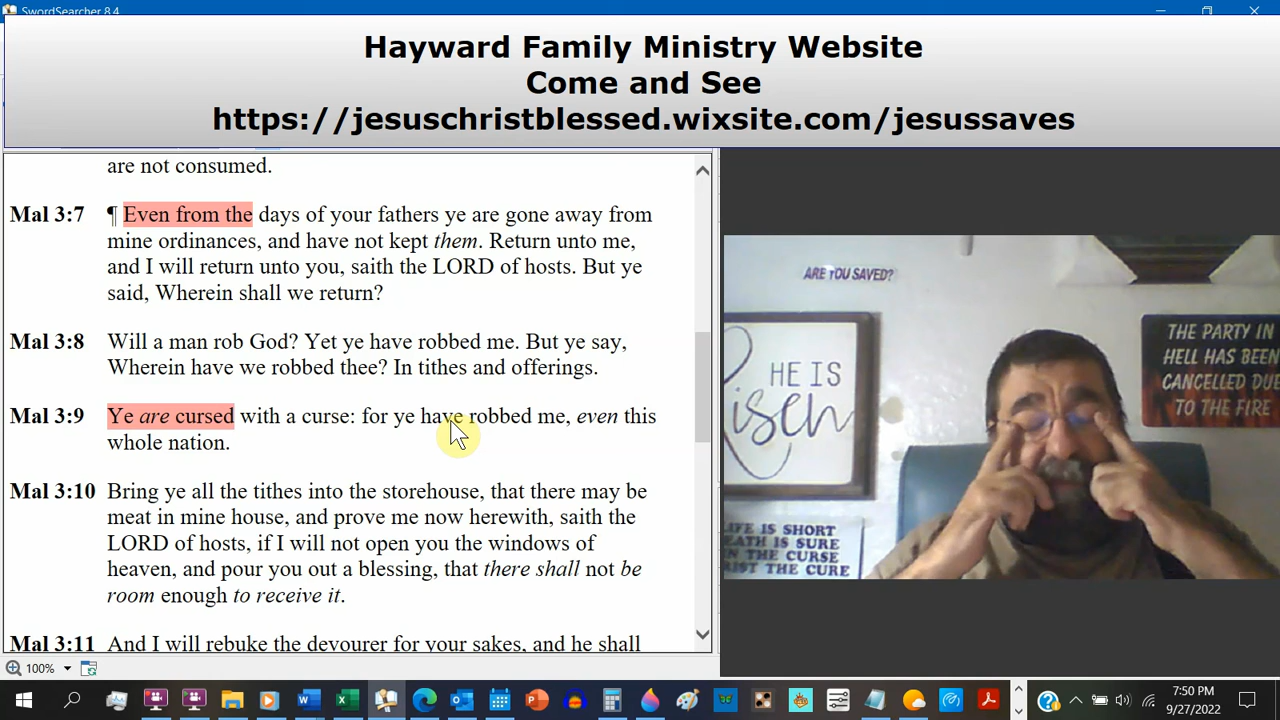 SwordSearcher 8.4
Hayward Family Ministry Website
Come and See
https://jesuschristblessed.wixsite.com/jesussaves
are not consumed.
Mal 3:7 ¶ Even from the days of your fathers ye are gone away from
mine ordinances, and have not kept them. Return unto me,
and I will return unto you, saith the LORD of hosts. But ye
said, Wherein shall we return?
Mal 3:8 Will a man rob God? Yet ye have robbed me. But ye say,
Wherein have we robbed thee? In tithes and offerings.
Mal 3:9 Ye are cursed with a curse: for ye have robbed me, even this
whole nation.
Mal 3:10 Bring ye all the tithes into the storehouse, that there may be
meat in mine house, and prove me now herewith, saith the
LORD of hosts, if I will not open you the windows of
heaven, and pour you out a blessing, that there shall not be
room enough to receive it.
Mal 3:11 And I will rebuke the devourer for your sakes, and he shall
100%
ARE YOU SAVED?
HE IS
Risen
THE PARTY IN
HELL HAS BEEN
CANCELLED DUE
TO THE FIRE
LIFE IS SHORT
DEATH IS SURE
IN THE CURSE
THE CURE
7:50 PM
9/27/2022